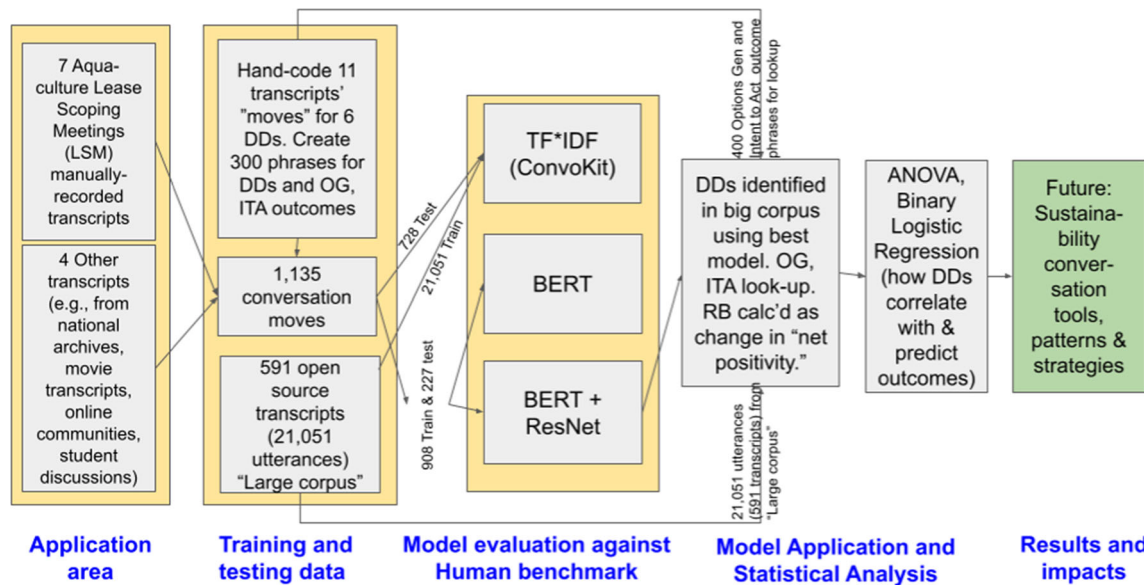 7 Aqua-
culture Lease
Scoping
Meetings
(LSM)
manually-
recorded
transcripts
4 Other
transcripts
(e.g., from
national
archives,
movie
transcripts,
online
communities,
student
discussions)
Application
area
Hand-code 11
transcripts'
"moves" for 6
DDs. Create
300 phrases for
DDs and OG,
ITA outcomes
1,135
conversation
moves
591 open
source
transcripts
(21,051
utterances)
"Large corpus"
Training and
testing data
728 Test
21,051 Train
908 Train & 227 test
TF*IDF
(ConvoKit)
BERT
BERT +
ResNet
Model evaluation against
Human benchmark
400 Options Gen and
Intent to Act outcome
phrases for lookup
DDs identified
in big corpus
using best
model. OG,
ITA look-up.
RB calc'd as
change in "net
positivity."
21,051 utterances
(591 transcripts) from
"Large corpus"
ANOVA,
Binary
Logistic
Regression
(how DDs
correlate
with &
predict
outcomes)
Model Application and
Statistical Analysis
Future:
Sustaina-
bility
conver-
sation
tools,
patterns &
strategies
Results and
impacts